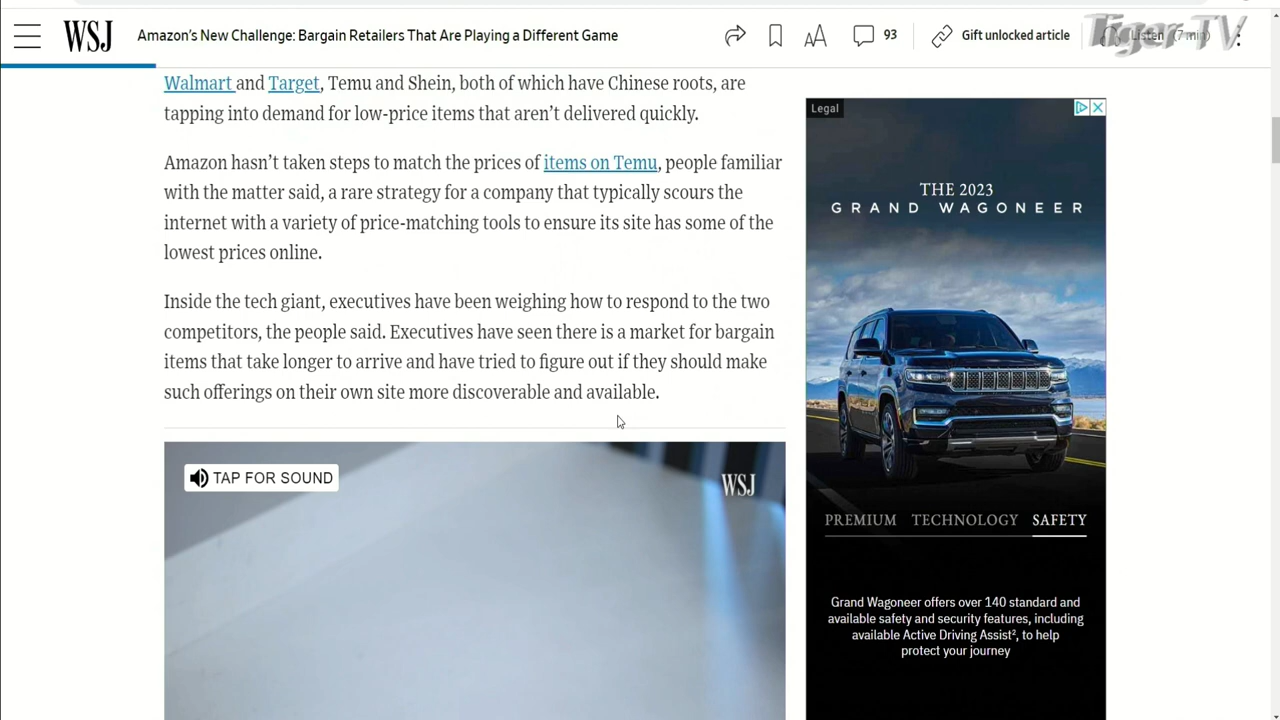 WSJ
Amazon's New Challenge: Bargain Retailers That Are Playing a Different Game
AA
93
Gift unlocked article
Listen (7 min)
Tiger TV
Walmart and Target, Temu and Shein, both of which have Chinese roots, are
tapping into demand for low-price items that aren't delivered quickly.
Amazon hasn't taken steps to match the prices of items on Temu, people familiar
with the matter said, a rare strategy for a company that typically scours the
internet with a variety of price-matching tools to ensure its site has some of the
lowest prices online.
Inside the tech giant, executives have been weighing how to respond to the two
competitors, the people said. Executives have seen there is a market for bargain
items that take longer to arrive and have tried to figure out if they should make
such offerings on their own site more discoverable and available.
TAP FOR SOUND
WSJ
Legal
THE 2023
GRAND WAGONEER
PREMIUM TECHNOLOGY SAFETY
Grand Wagoneer offers over 140 standard and
available safety and security features, including
available Active Driving Assist², to help
protect your journey